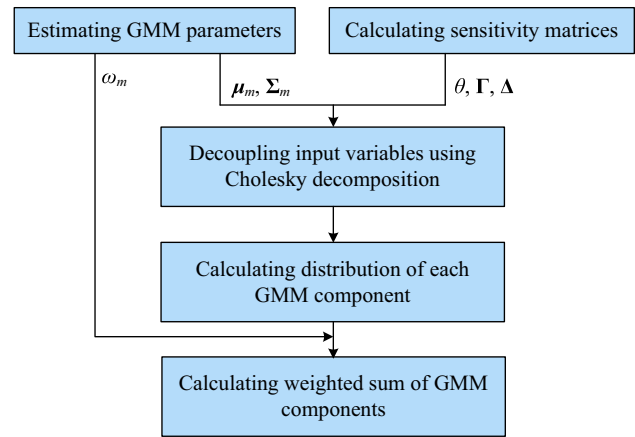 Estimating GMM parameters
Calculating sensitivity matrices
ωm
μm, Σm
θ, Γ, Δ
Decoupling input variables using
Cholesky decomposition
Calculating distribution of each
GMM component
Calculating weighted sum of GMM
components